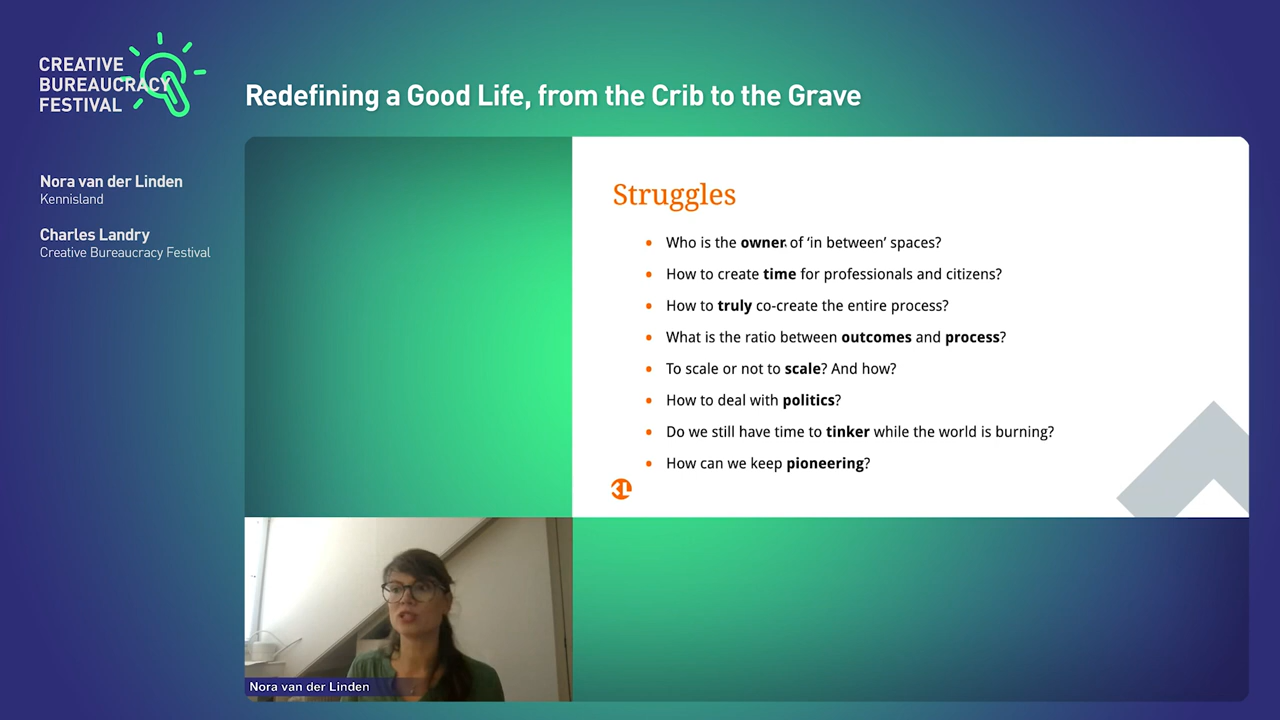 CREATIVE
BUREAUCRACY
FESTIVAL
Redefining a Good Life, from the Crib to the Grave
Nora van der Linden
Kennisland
Charles Landry
Creative Bureaucracy Festival
Struggles
• Who is the owner of ‘in between’ spaces?
• How to create time for professionals and citizens?
• How to truly co-create the entire process?
• What is the ratio between outcomes and process?
• To scale or not to scale? And how?
• How to deal with politics?
• Do we still have time to tinker while the world is burning?
• How can we keep pioneering?
KL
Nora van der Linden